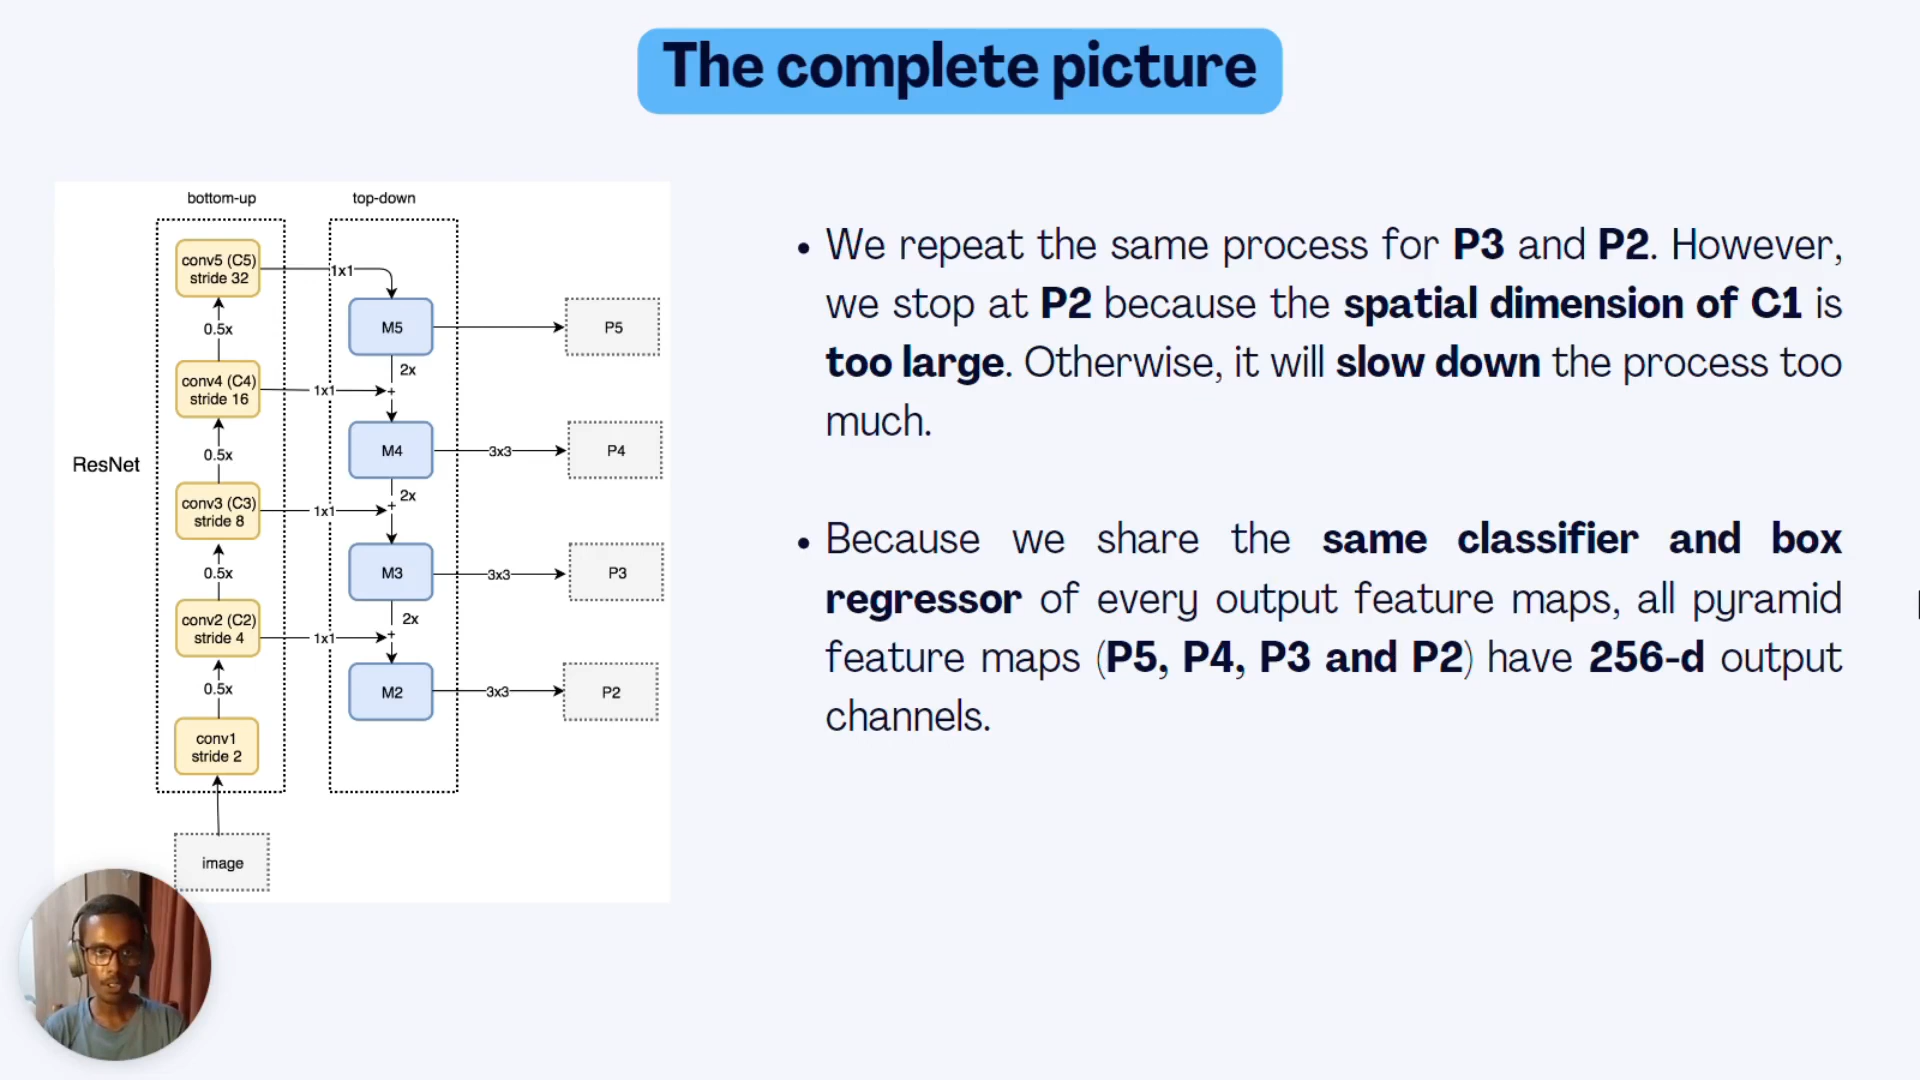 The complete picture
bottom-up
top-down
conv5 (C5)
stride 32
1x1
M5
P5
0.5x
2x
conv4 (C4)
stride 16
1x1
+
M4
3x3
P4
0.5x
ResNet
2x
conv3 (C3)
stride 8
1x1
+
M3
3x3
P3
0.5x
2x
conv2 (C2)
stride 4
1x1
+
M2
3x3
P2
0.5x
conv1
stride 2
image
• We repeat the same process for P3 and P2. However,
we stop at P2 because the spatial dimension of C1 is
too large. Otherwise, it will slow down the process too
much.
• Because we share the same classifier and box
regressor of every output feature maps, all pyramid
feature maps (P5, P4, P3 and P2) have 256-d output
channels.